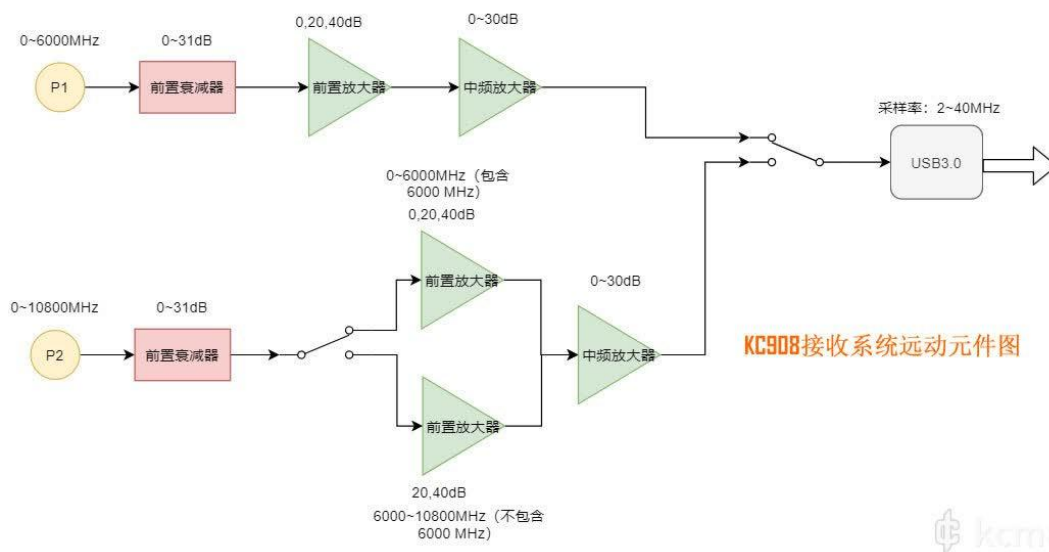 0,20,40dB
0~30dB
0~6000MHz
0~31dB
P1
前置衰减器
前置放大器
中频放大器
采样率：2~40MHz
USB3.0
0~6000MHz（包含
6000 MHz）
0,20,40dB
前置放大器
0~30dB
0~10800MHz
0~31dB
P2
前置衰减器
中频放大器
KC908接收系统远动元件图
前置放大器
20,40dB
6000~10800MHz（不包含
6000 MHz）
kcm